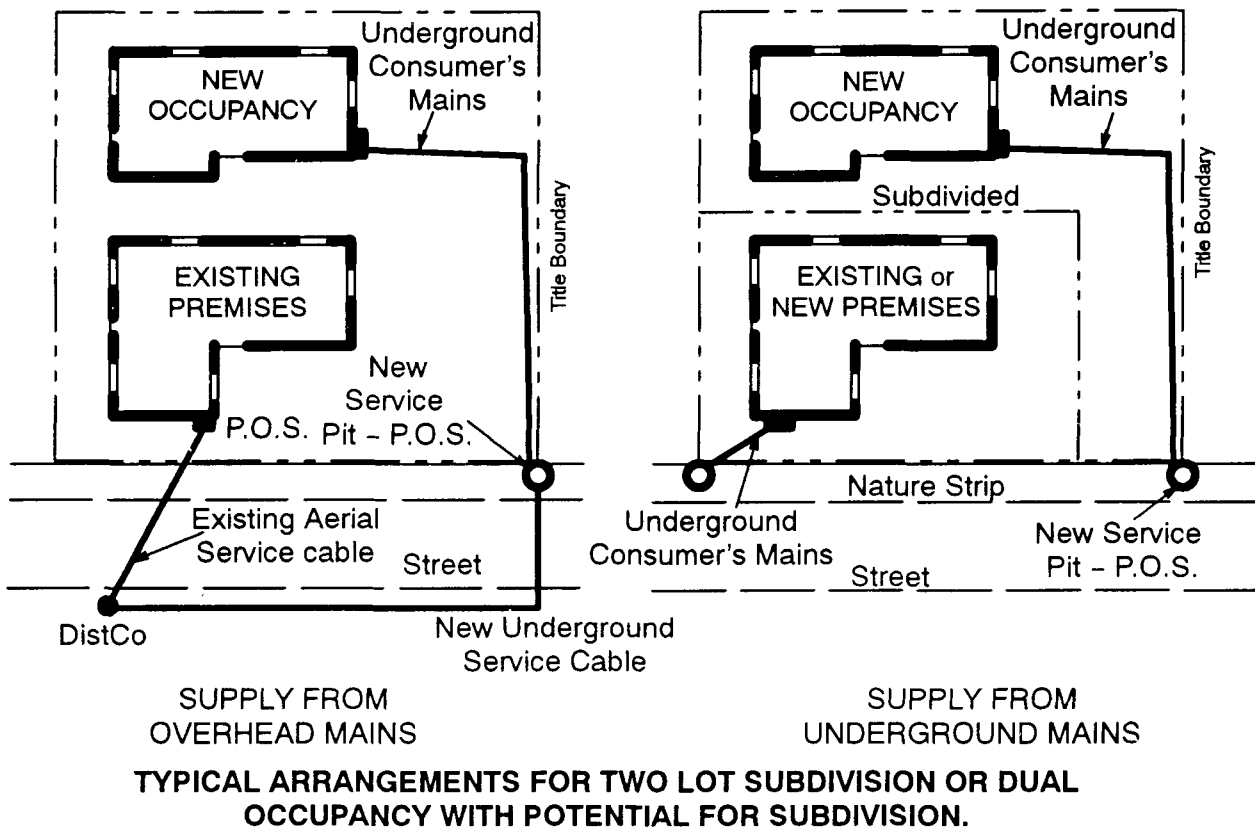 Underground
Consumer's
Mains
NEW
OCCUPANCY
Title Boundary
EXISTING
PREMISES
New
Service
Pit – P.O.S.
P.O.S.
Existing Aerial
Service cable
Street
DistCo
New Underground
Service Cable
SUPPLY FROM
OVERHEAD MAINS
Underground
Consumer's
Mains
NEW
OCCUPANCY
Subdivided
Title Boundary
EXISTING or
NEW PREMISES
Nature Strip
Underground
Consumer's Mains
New Service
Pit – P.O.S.
Street
SUPPLY FROM
UNDERGROUND MAINS
TYPICAL ARRANGEMENTS FOR TWO LOT SUBDIVISION OR DUAL
OCCUPANCY WITH POTENTIAL FOR SUBDIVISION.